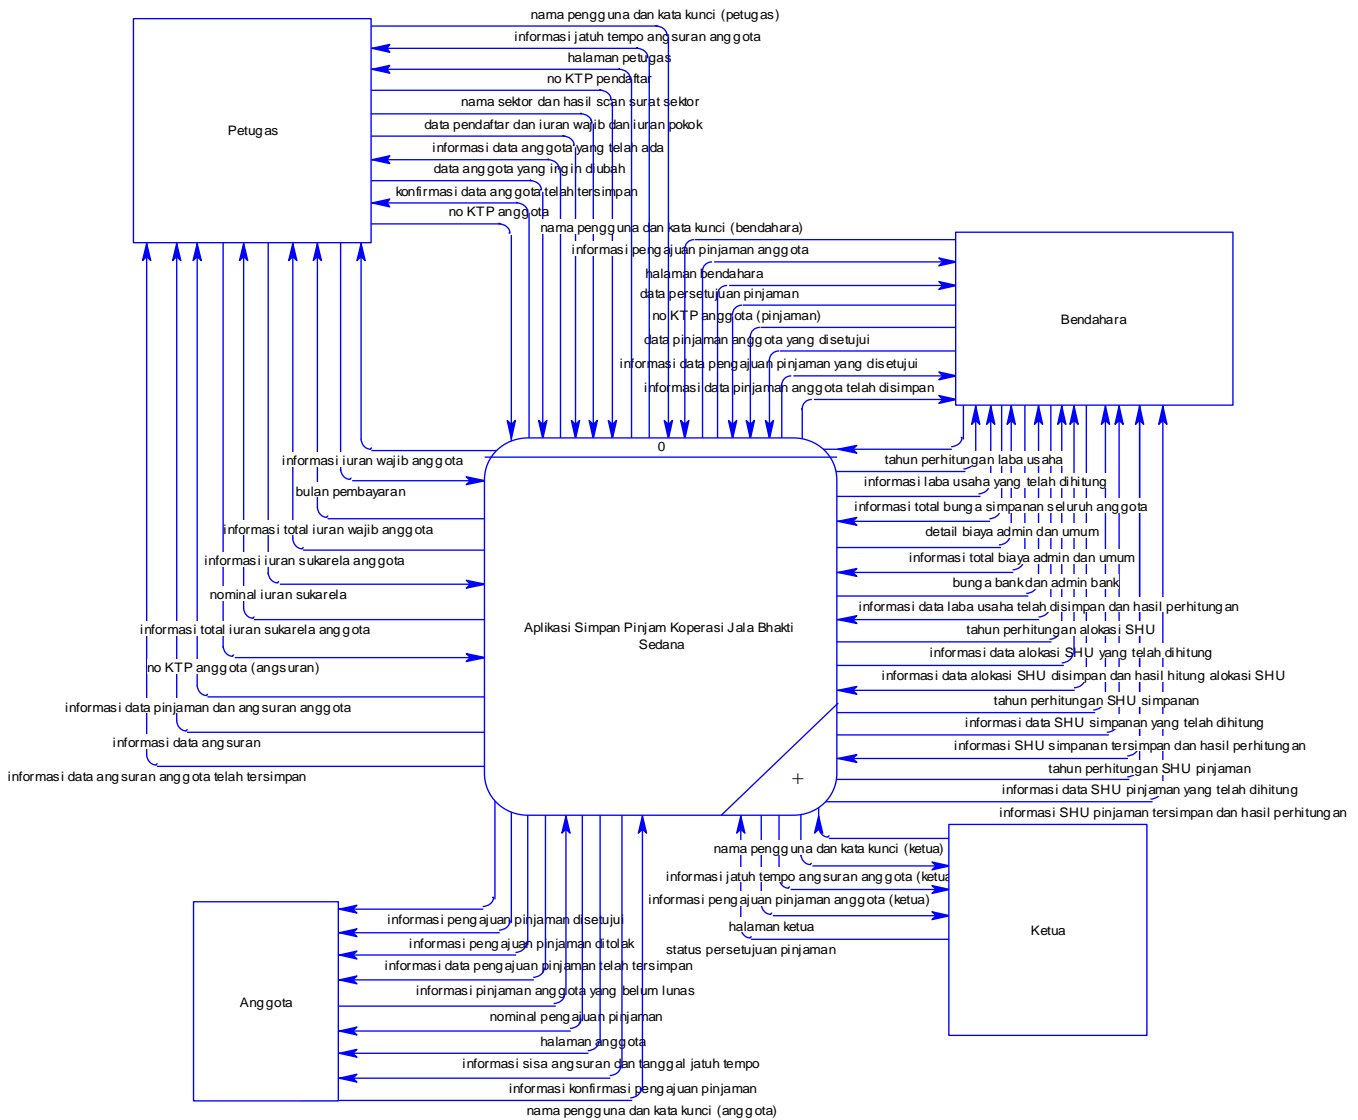 nama pengguna dan kata kunci (petugas)
informasi jatuh tempo angsuran anggota
halaman petugas
no KTP pendaftar
nama sektor dan hasil scan surat sektor
data pendaftar dan iuran wajib dan iuran pokok
informasi data anggota yang telah ada
data anggota yang ingin diubah
konfirmasi data anggota telah tersimpan
no KTP anggota
Petugas
nama pengguna dan kata kunci (bendahara)
informasi pengajuan pinjaman anggota
halaman bendahara
data persetujuan pinjaman
no KTP anggota (pinjaman)
data pinjaman anggota yang disetujui
informasi data pengajuan pinjaman yang disetujui
informasi data pinjaman anggota telah disimpan
Bendahara
0
Aplikasi Simpan Pinjam Koperasi Jala Bhakti
Sedana
+
informasi iuran wajib anggota
bulan pembayaran
informasi total iuran wajib anggota
informasi iuran sukarela anggota
nominal iuran sukarela
informasi total iuran sukarela anggota
no KTP anggota (angsuran)
informasi data pinjaman dan angsuran anggota
informasi data angsuran
informasi data angsuran anggota telah tersimpan
tahun perhitungan laba usaha
informasi laba usaha yang telah dihitung
informasi total bunga simpanan seluruh anggota
detail biaya admin dan umum
informasi total biaya admin dan umum
bunga bank dan admin bank
informasi data laba usaha telah disimpan dan hasil perhitungan
tahun perhitungan alokasi SHU
informasi data alokasi SHU yang telah dihitung
informasi data alokasi SHU disimpan dan hasil hitung alokasi SHU
tahun perhitungan SHU simpanan
informasi data SHU simpanan yang telah dihitung
informasi SHU simpanan tersimpan dan hasil perhitungan
tahun perhitungan SHU pinjaman
informasi data SHU pinjaman yang telah dihitung
informasi SHU pinjaman tersimpan dan hasil perhitungan
nama pengguna dan kata kunci (ketua)
informasi jatuh tempo angsuran anggota (ketua
informasi pengajuan pinjaman anggota (ketua)
halaman ketua
status persetujuan pinjaman
Ketua
informasi pengajuan pinjaman disetujui
informasi pengajuan pinjaman ditolak
informasi data pengajuan pinjaman telah tersimpan
informasi pinjaman anggota yang belum lunas
nominal pengajuan pinjaman
halaman anggota
informasi sisa angsuran dan tanggal jatuh tempo
informasi konfirmasi pengajuan pinjaman
nama pengguna dan kata kunci (anggota)
Anggota